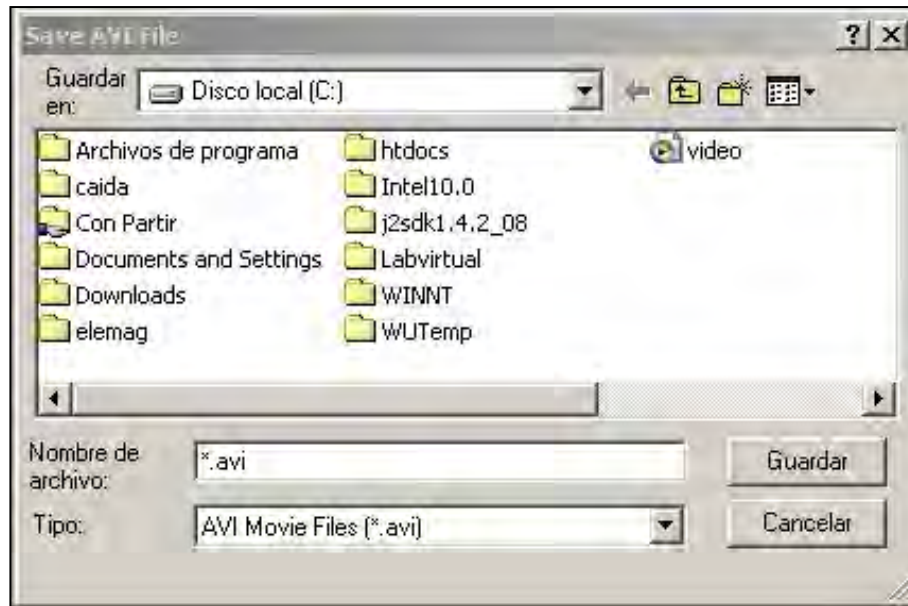 Save AVI File
Guardar en:
Disco local (C:)
Archivos de programa
caida
Con Partir
Documents and Settings
Downloads
elemag
htdocs
Intel10.0
j2sdk1.4.2_08
Labvirtual
WINNT
WUTemp
video
Nombre de archivo:
*.avi
Guardar
Tipo:
AVI Movie Files (*.avi)
Cancelar